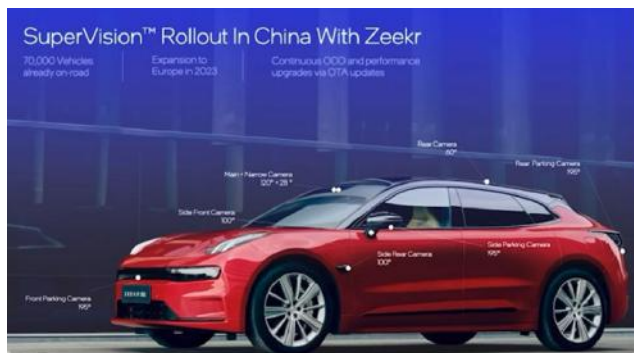 SuperVision™ Rollout In China With Zeekr
70,000 Vehicles
already on-road
Expansion to
Europe in 2023
Continuous ODD and performance
upgrades via OTA updates
Rear Camera
60°
Rear Parking Camera
195°
Main + Narrow Camera
120° + 28°
Side Front Camera
100°
Side Rear Camera
100°
Side Parking Camera
195°
Front Parking Camera
195°